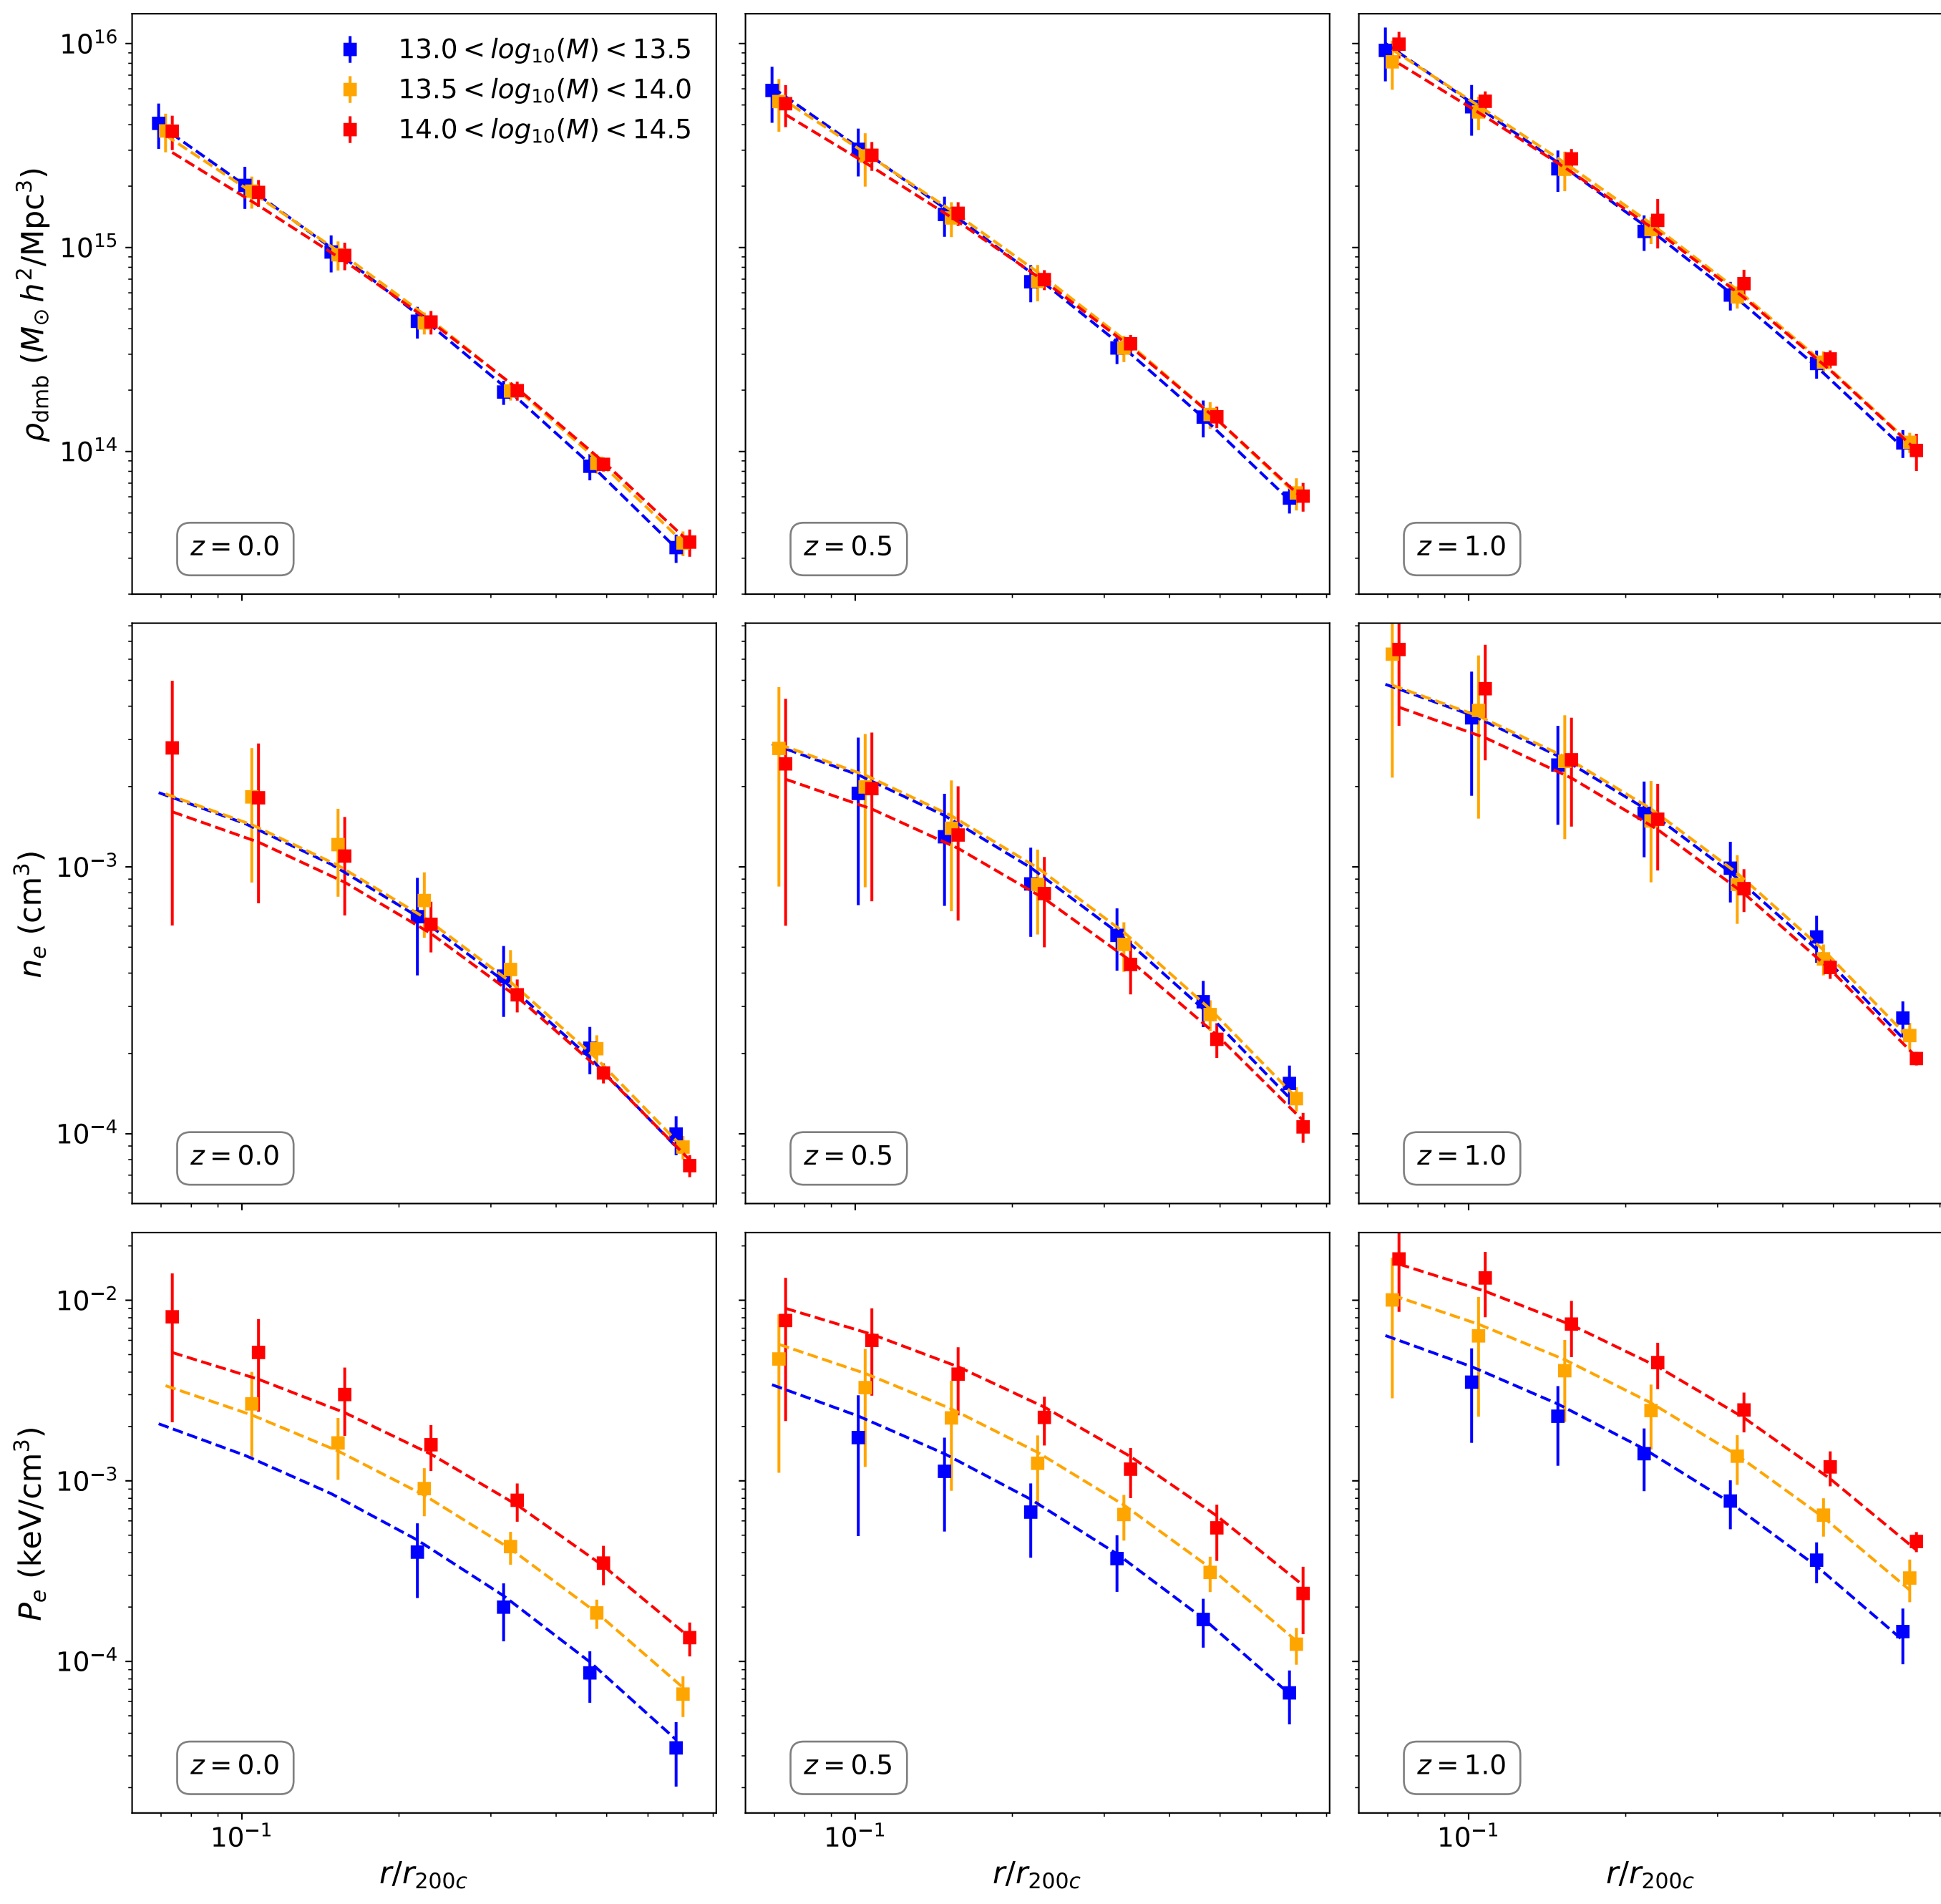 10^16
10^15
10^14
ρ_dmb (M_⊙ h^2/Mpc^3)
13.0 < log_10(M) < 13.5
13.5 < log_10(M) < 14.0
14.0 < log_10(M) < 14.5
z = 0.0
z = 0.5
z = 1.0
10^−3
10^−4
n_e (cm^3)
z = 0.0
z = 0.5
z = 1.0
10^−2
10^−3
10^−4
P_e (keV/cm^3)
z = 0.0
z = 0.5
z = 1.0
10^−1
10^−1
10^−1
r/r_200c
r/r_200c
r/r_200c